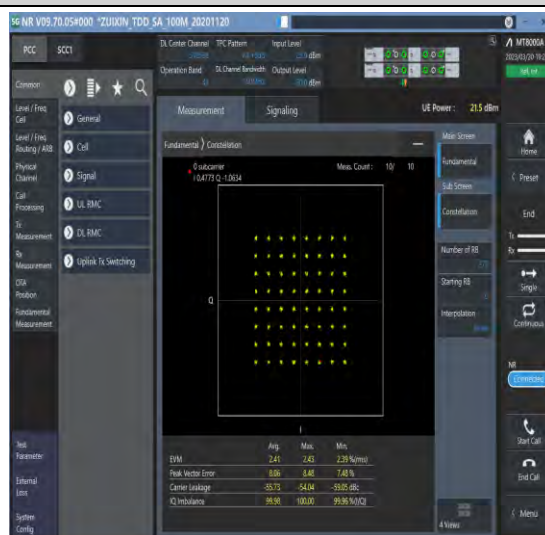 5G NR V09.70.05#000 *ZUIXIN_TDD SA_100M 20201120
PCC
SCC1
DL Center Channel
TPC Pattern
Input Level
Operation Band
DL Channel Bandwidth
Output Level
MT8000A
Common
Level / Freq.
Cell
Level / Freq.
Routing / ARB
Physical
Channel
Call
Processing
Tx
Measurement
Rx
Measurement
OTA
Position
Fundamental
Measurement
Test
Parameter
External
Loss
System
Config
General
Cell
Signal
UL RMC
DL RMC
Uplink Tx Switching
Measurement
Signaling
UE Power : 21.5 dBm
Fundamental Constellation
0 subcarrier
Meas. Count : 10/ 10
I 0.4773 Q -1.0634
Q
I
Avg. Max. Min.
EVM 2.41 2.43 2.39 %(rms)
Peak Vector Error 8.06 8.48 7.48 %
Carrier Leakage -55.73 -54.04 -59.05 dBc
IQ Imbalance 99.98 100.00 99.96 %(I/Q)
Main Screen
Fundamental
Sub Screen
Constellation
Number of RB
Starting RB
Interpolation
4 Views
Home
Preset
End
Tx
Rx
Single
Continuous
NR
Connected
Start Call
End Call
Menu